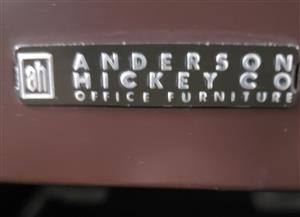 ah
ANDERSON
HICKEY CO
OFFICE FURNITURE